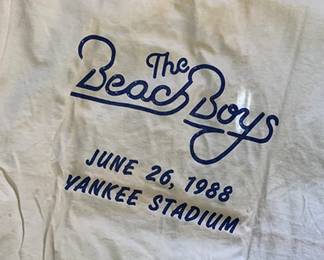 The
Beach Boys
JUNE 26, 1988
YANKEE STADIUM